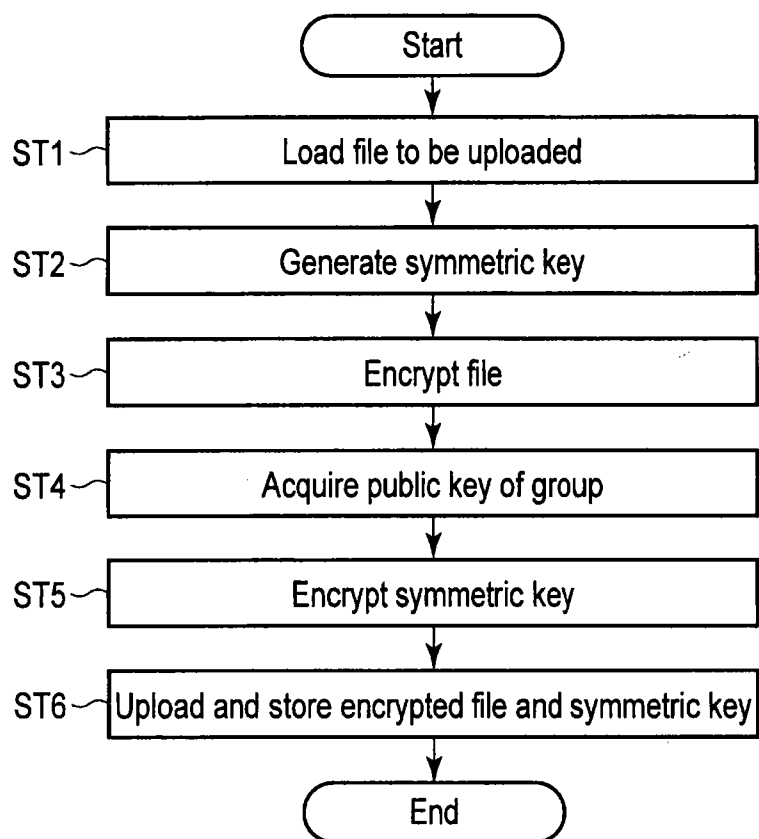 Start
ST1 Load file to be uploaded
ST2 Generate symmetric key
ST3 Encrypt file
ST4 Acquire public key of group
ST5 Encrypt symmetric key
ST6 Upload and store encrypted file and symmetric key
End